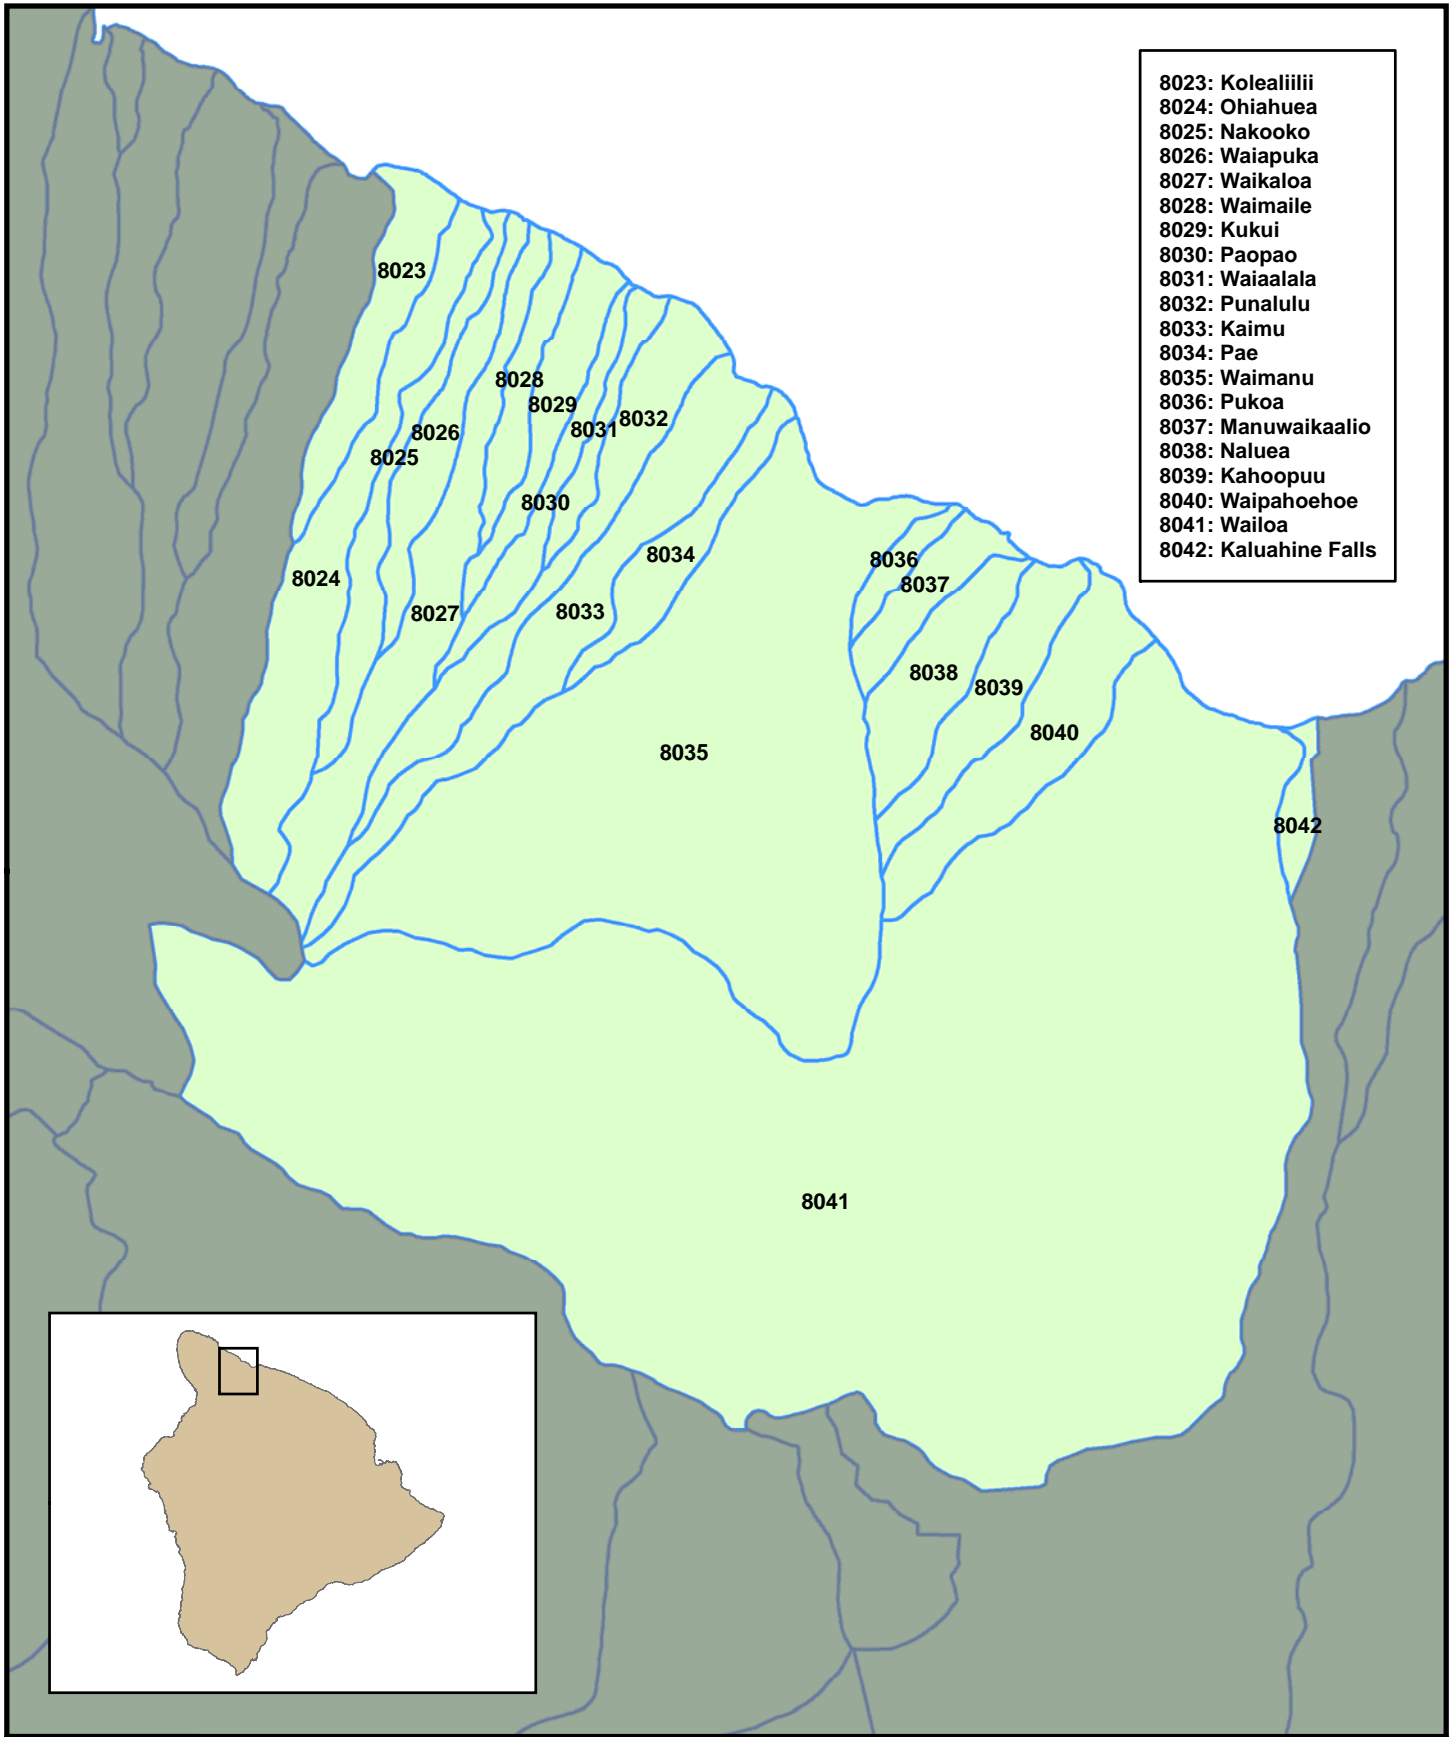 8023: Kolealiilii
8024: Ohiahuea
8025: Nakooko
8026: Waiapuka
8027: Waikaloa
8028: Waimaile
8029: Kukui
8030: Paopao
8031: Waiaalala
8032: Punalulu
8033: Kaimu
8034: Pae
8035: Waimanu
8036: Pukoa
8037: Manuwaikaalio
8038: Naluea
8039: Kahoopuu
8040: Waipahoehoe
8041: Wailoa
8042: Kaluahine Falls
8023
8028
8029
8032
8031
8026
8025
8030
8034
8036
8024
8037
8033
8027
8038
8039
8040
8035
8042
8041